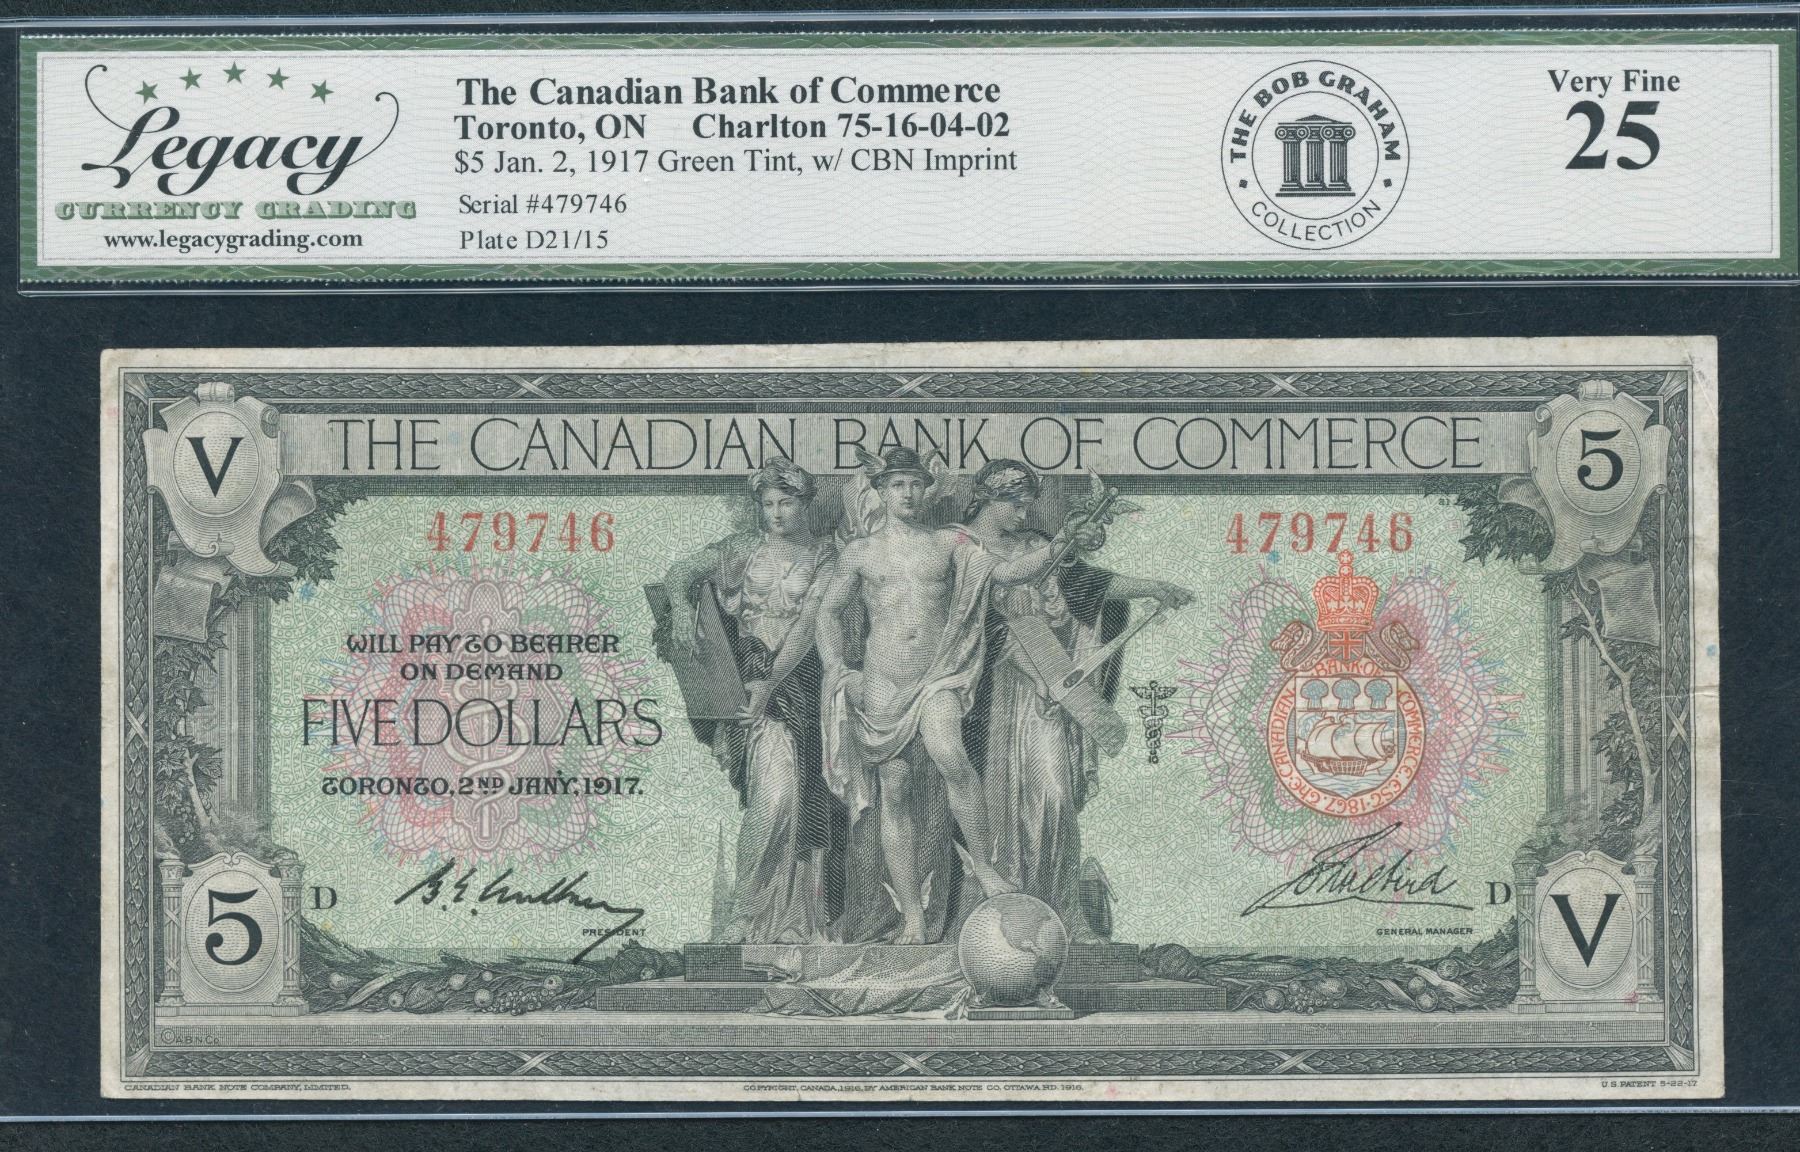 Legacy
CURRENCY GRADING
www.legacygrading.com
The Canadian Bank of Commerce
Toronto, ON Charlton 75-16-04-02
$5 Jan. 2, 1917 Green Tint, w/ CBN Imprint
Serial #479746
Plate D21/15
THE BOB GRAHAM
COLLECTION
Very Fine
25
V
THE CANADIAN BANK OF COMMERCE
5
479746
479746
21
WILL PAY TO BEARER
ON DEMAND
FIVE DOLLARS
TORONTO, 2ND JANY, 1917.
THE CANADIAN BANK OF COMMERCE, EST. 1867.
5
D
PRESIDENT
D
GENERAL MANAGER
V
© A B N Co
CANADIAN BANK NOTE COMPANY, LIMITED.
COPYRIGHT, CANADA, 1916, BY AMERICAN BANK NOTE CO. OTTAWA RD. 1916.
U S PATENT 5-22-17